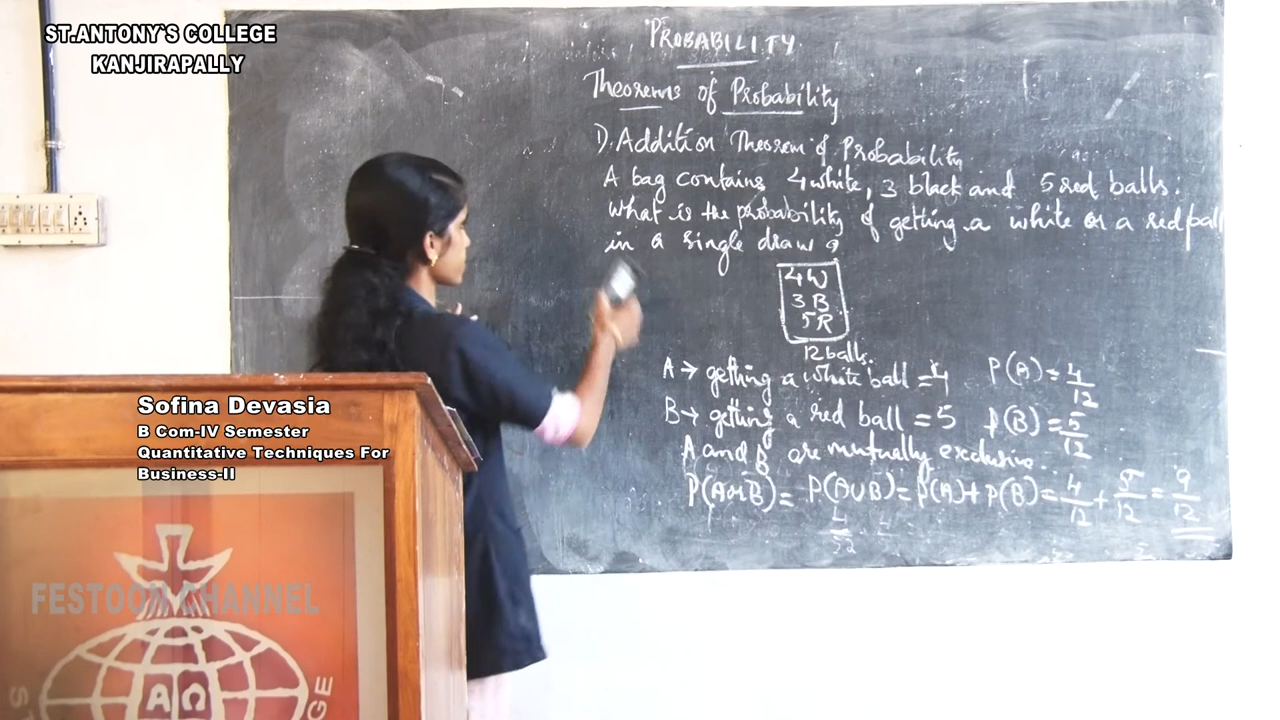 ST.ANTONY`S COLLEGE
KANJIRAPALLY
PROBABILITY
Theorems of Probability
1). Addition Theorem of Probability
A bag contains 4 white, 3 black and 5 red balls.
What is the probability of getting a white or a red ball
in a single draw ?
4W
3B
5R
12 balls.
A → getting a white ball = 4 P(A) = 4/12
B → getting a red ball = 5 P(B) = 5/12
A and B are mutually exclusive..
P(A or B) = P(A∪B) = P(A) + P(B) = 4/12 + 5/12 = 9/12
4/52
Sofina Devasia
B Com-IV Semester
Quantitative Techniques For
Business-II
FESTOON CHANNEL
A Ω